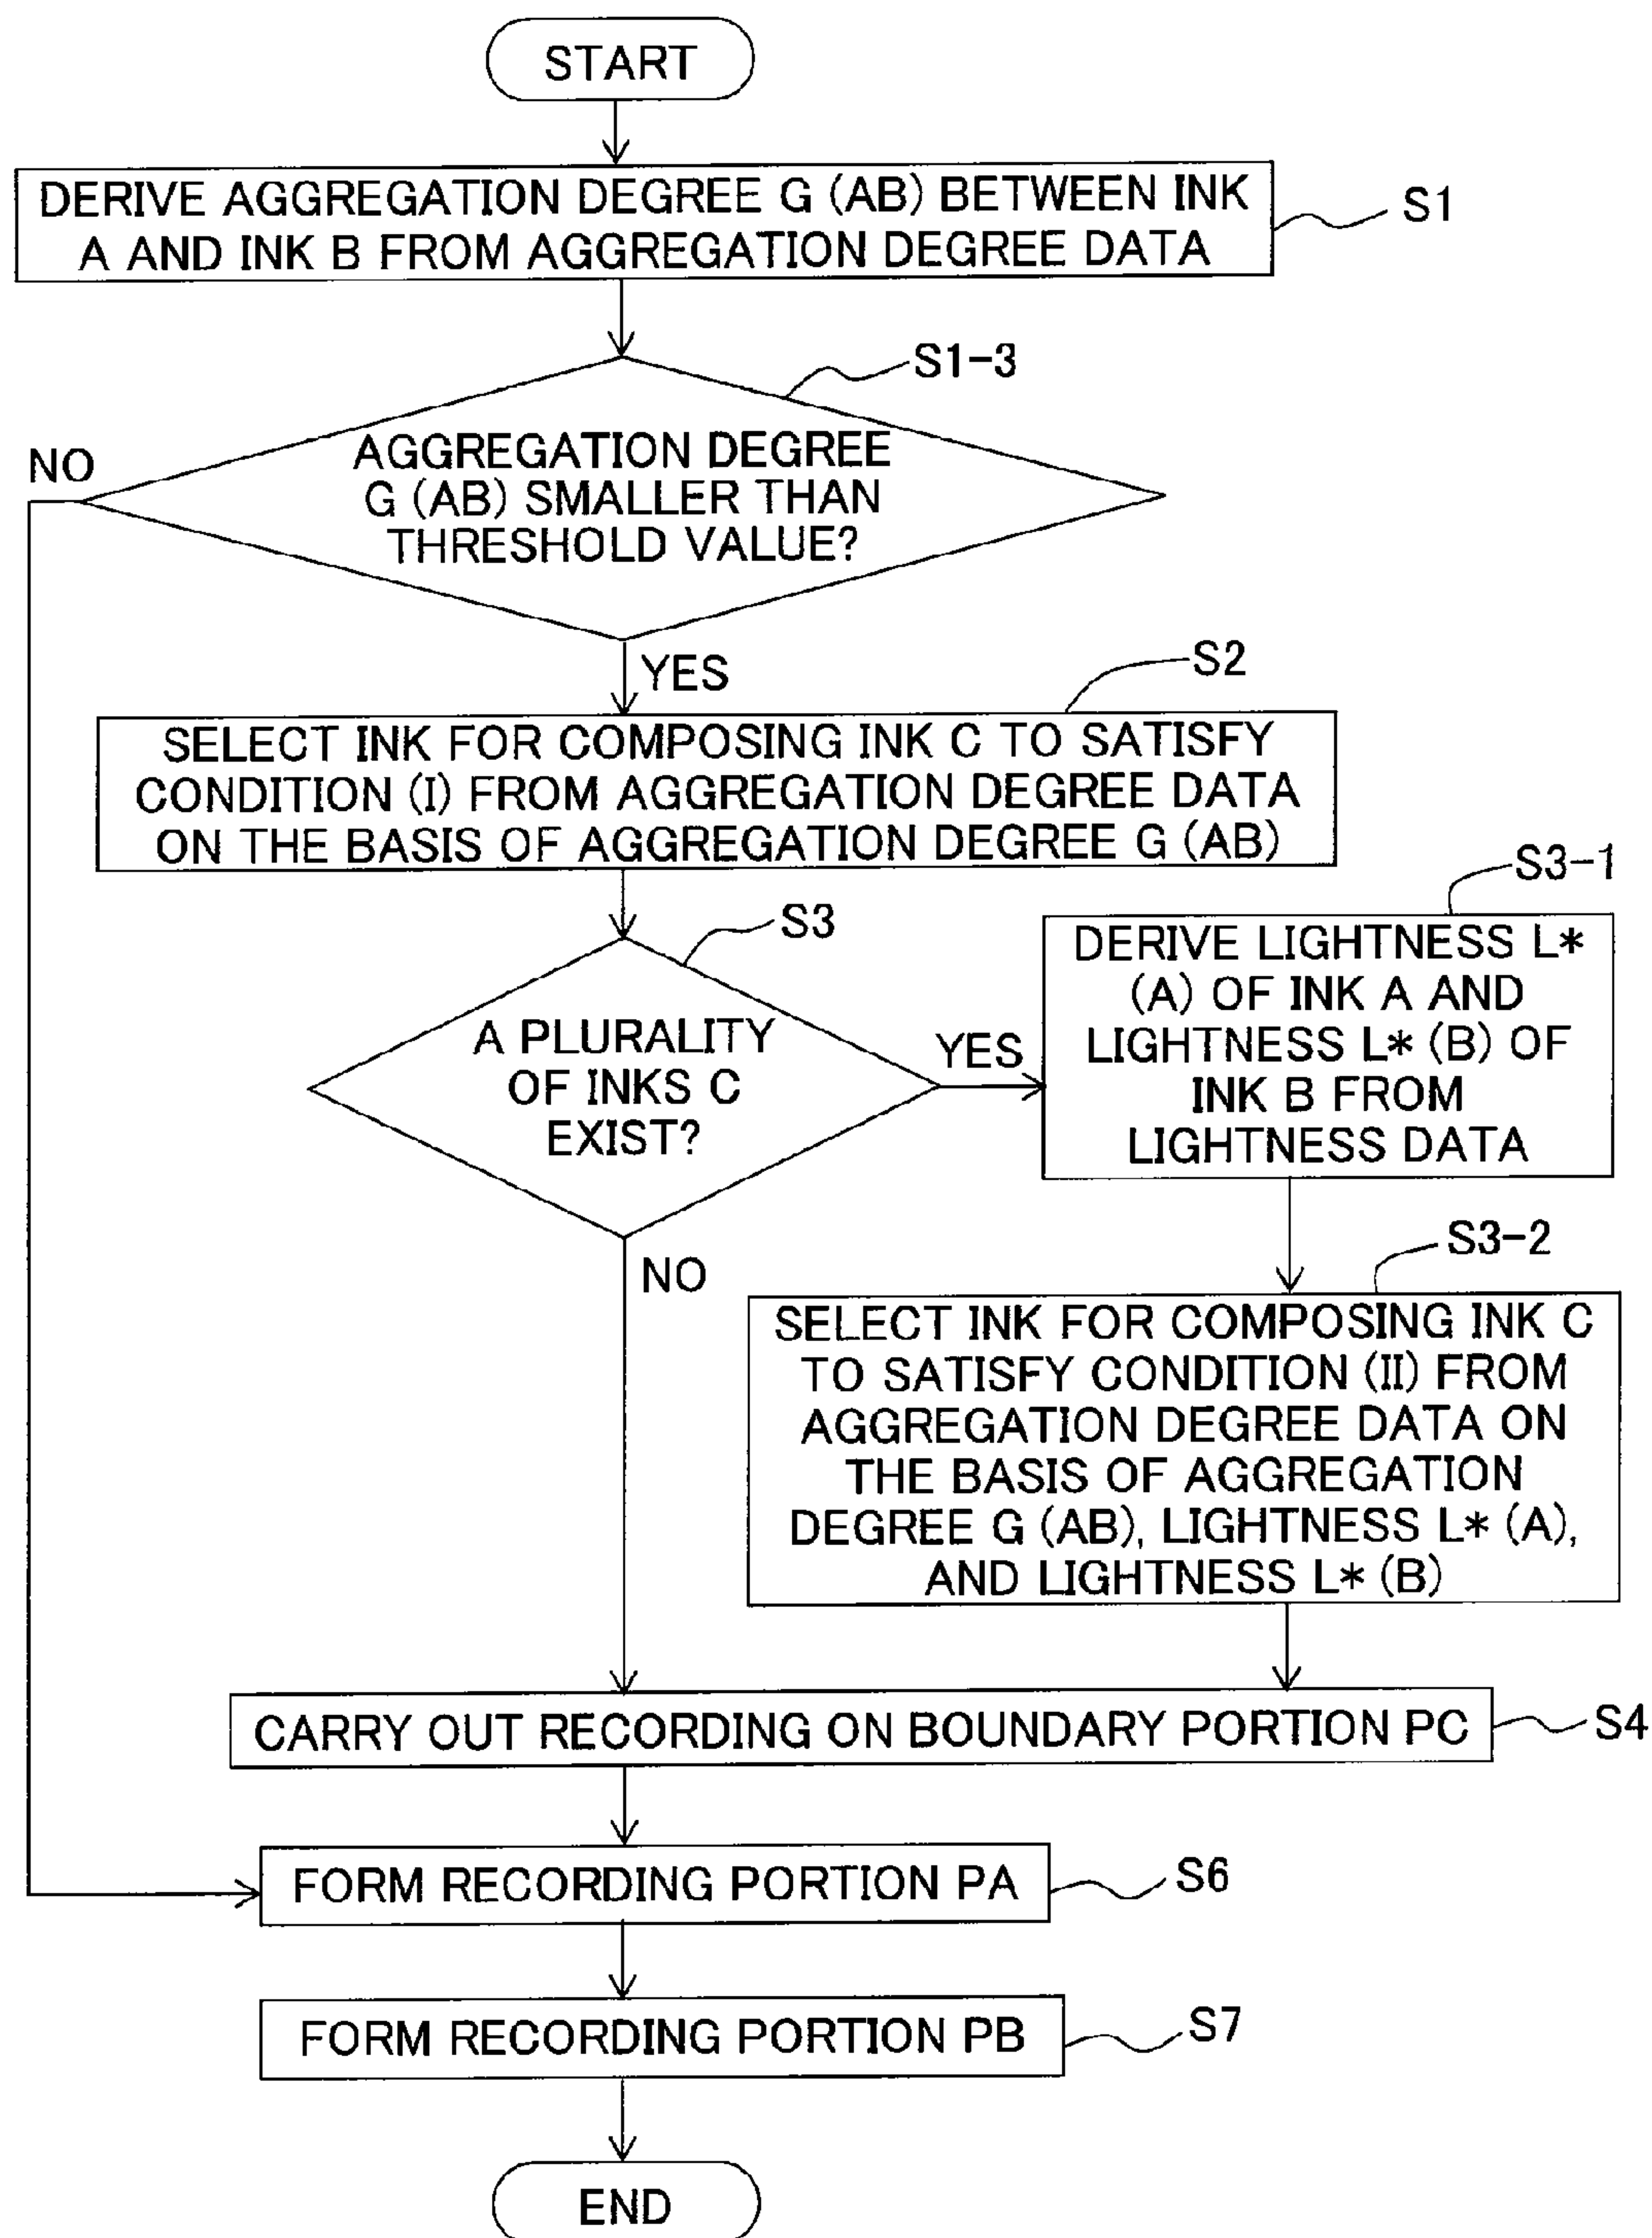 START
DERIVE AGGREGATION DEGREE G (AB) BETWEEN INK
A AND INK B FROM AGGREGATION DEGREE DATA
S1
S1-3
AGGREGATION DEGREE
G (AB) SMALLER THAN
THRESHOLD VALUE?
NO
YES
S2
SELECT INK FOR COMPOSING INK C TO SATISFY
CONDITION (I) FROM AGGREGATION DEGREE DATA
ON THE BASIS OF AGGREGATION DEGREE G (AB)
S3
A PLURALITY
OF INKS C
EXIST?
YES
NO
S3-1
DERIVE LIGHTNESS L*
(A) OF INK A AND
LIGHTNESS L* (B) OF
INK B FROM
LIGHTNESS DATA
S3-2
SELECT INK FOR COMPOSING INK C
TO SATISFY CONDITION (II) FROM
AGGREGATION DEGREE DATA ON
THE BASIS OF AGGREGATION
DEGREE G (AB), LIGHTNESS L* (A),
AND LIGHTNESS L* (B)
CARRY OUT RECORDING ON BOUNDARY PORTION PC
S4
FORM RECORDING PORTION PA
S6
FORM RECORDING PORTION PB
S7
END